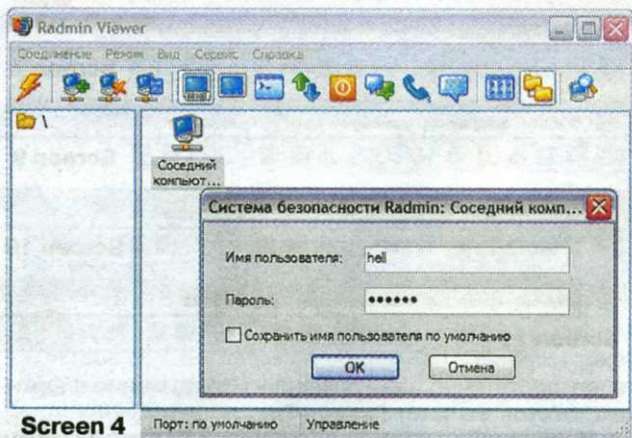 Radmin Viewer
Соединение Режим Вид Сервис Справка
\
Соседний
компьют...
Система безопасности Radmin: Соседний комп...
Имя пользователя: hell
Пароль: ••••••
Сохранить имя пользователя по умолчанию
OK Отмена
Screen 4 Порт: по умолчанию Управление